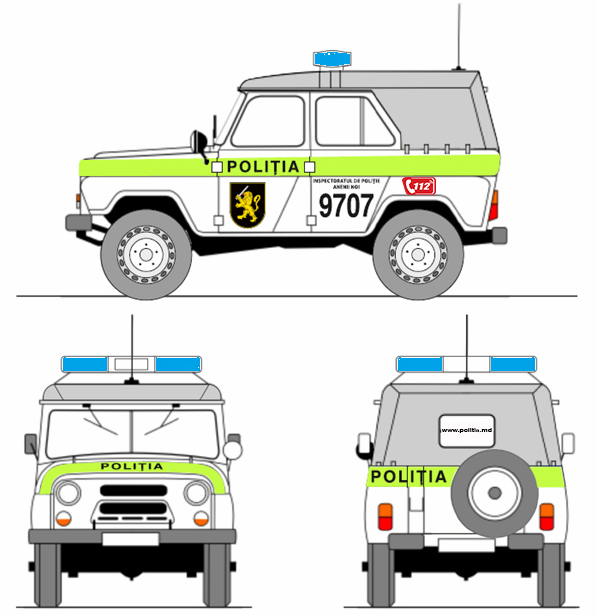 POLIȚIA
INSPECTORATUL DE POLIȚIE
ANENII NOI
9707
112
POLIȚIA
www.politia.md
POLIȚIA